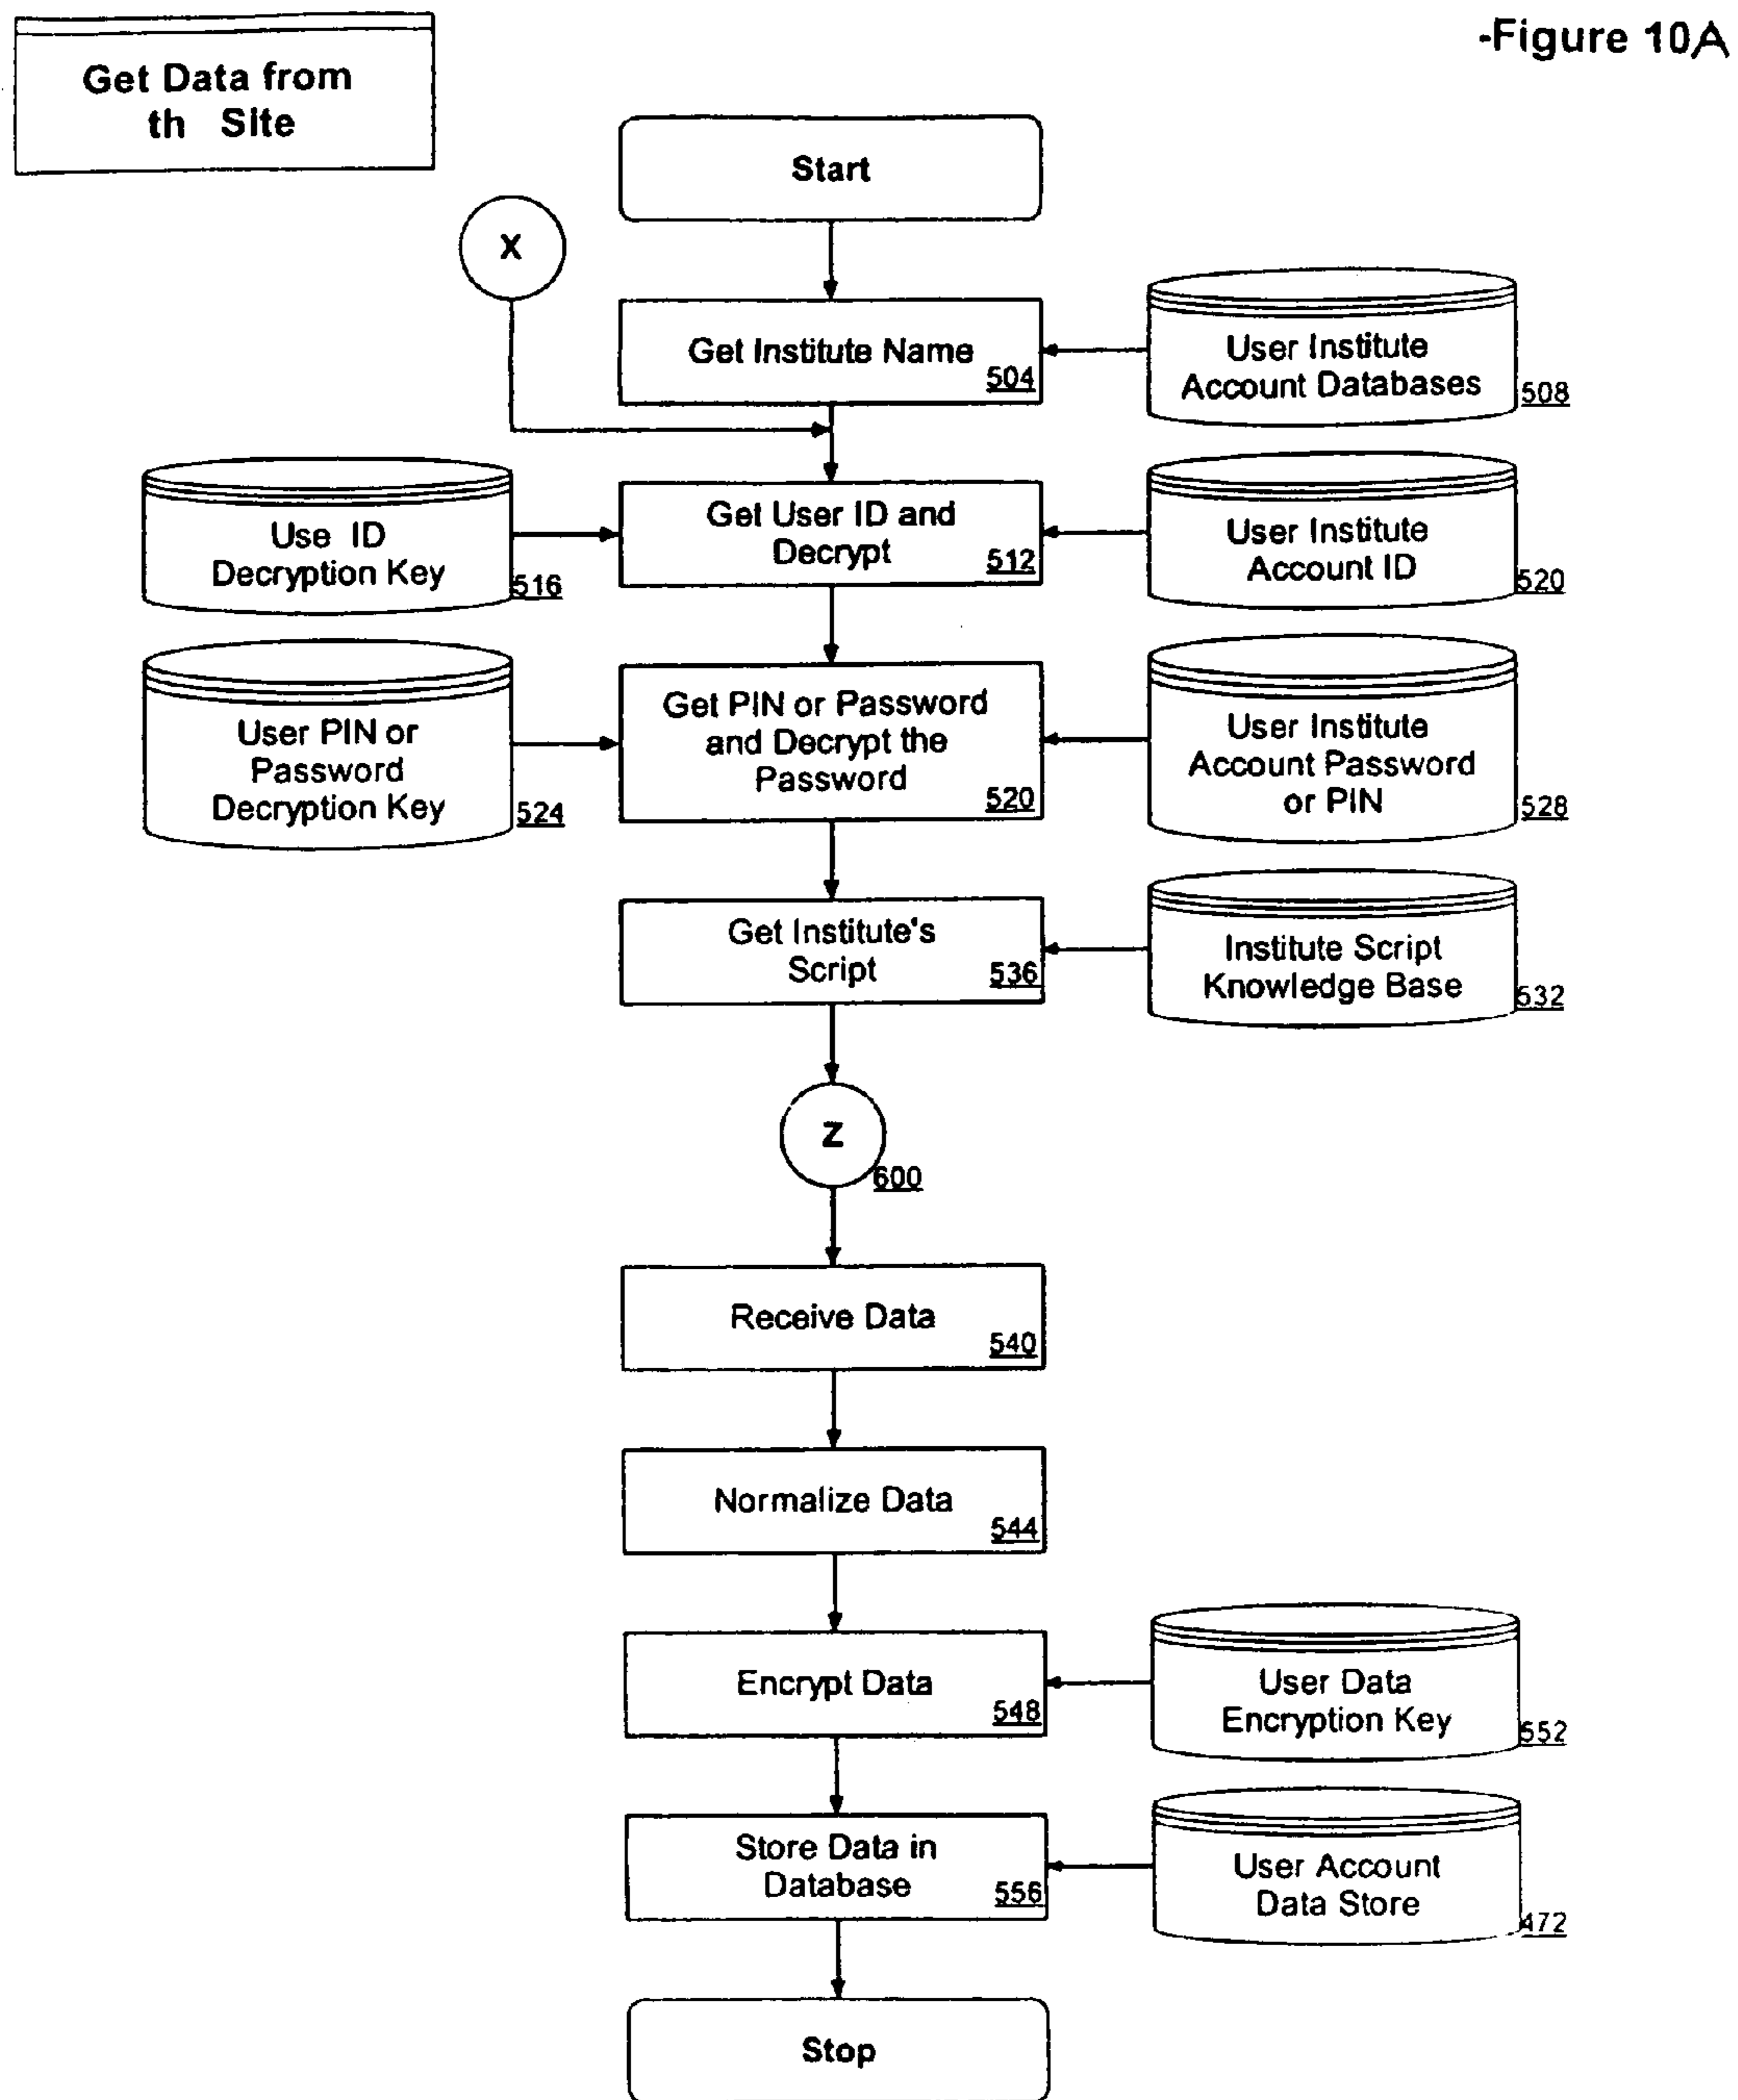 -Figure 10A
Get Data from
th Site
Start
X
Get Institute Name
504
User Institute
Account Databases
508
Use ID
Decryption Key
516
Get User ID and
Decrypt
512
User Institute
Account ID
520
User PIN or
Password
Decryption Key
524
Get PIN or Password
and Decrypt the
Password
520
User Institute
Account Password
or PIN
528
Get Institute's
Script
536
Institute Script
Knowledge Base
532
Z
600
Receive Data
540
Normalize Data
544
Encrypt Data
548
User Data
Encryption Key
552
Store Data in
Database
556
User Account
Data Store
472
Stop